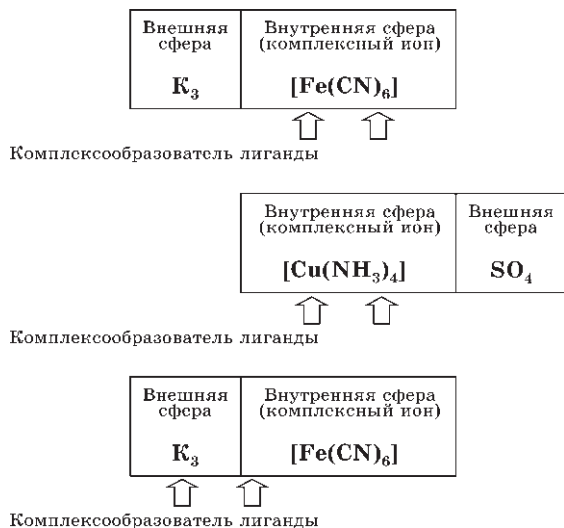 Внешняя сфера
Внутренняя сфера (комплексный ион)
K₃
[Fe(CN)₆]
Комплексообразователь лиганды
Внутренняя сфера (комплексный ион)
Внешняя сфера
[Cu(NH₃)₄]
SO₄
Комплексообразователь лиганды
Внешняя сфера
Внутренняя сфера (комплексный ион)
K₃
[Fe(CN)₆]
Комплексообразователь лиганды